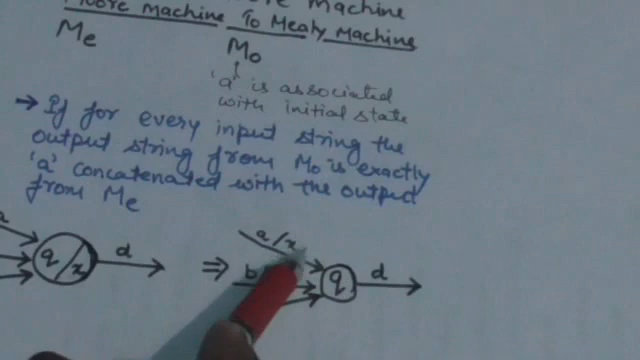 Machine
Moore Machine To Mealy Machine
Me
Mo
'a' is associated
with initial state
→ If for every input string the
output string from Mo is exactly
'a' concatenated with the output
from Me
a
q/x
d
⇒
a/x
b
q
d